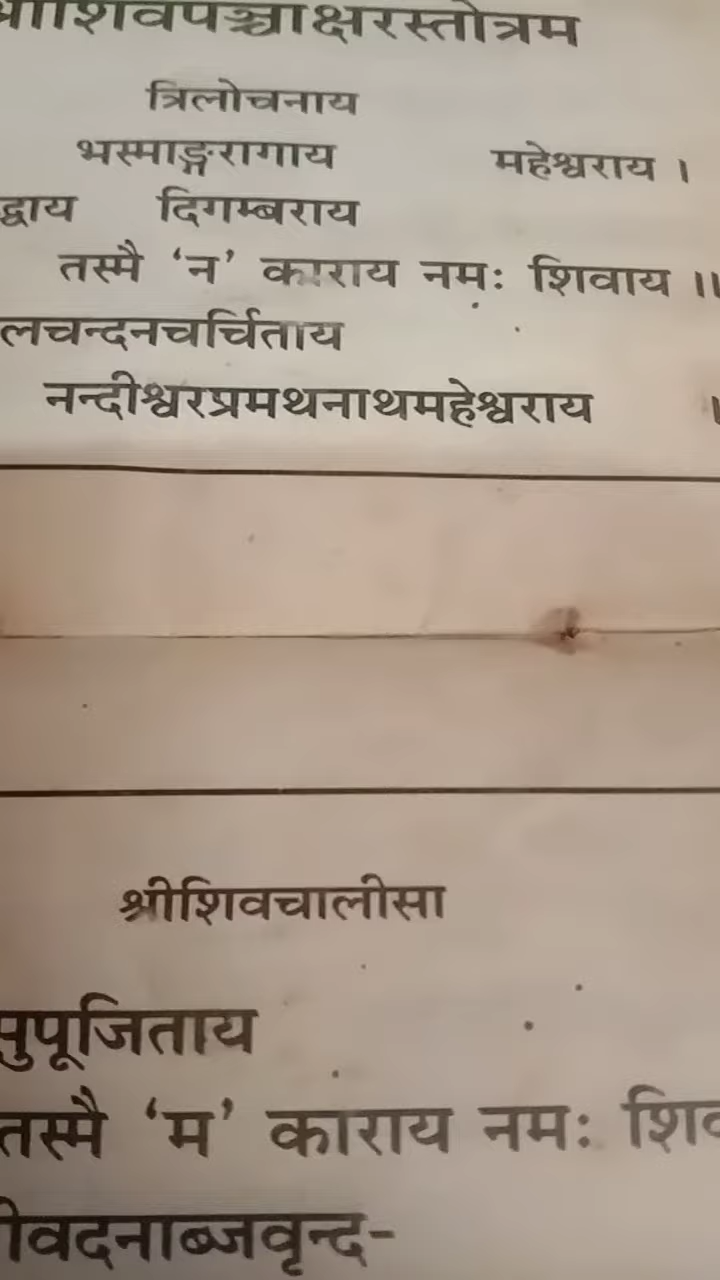 श्रीशिवपञ्चाक्षरस्तोत्रम
त्रिलोचनाय
भस्माङ्गरागाय महेश्वराय ।
द्धाय दिगम्बराय
तस्मै ‘न’ काराय नमः शिवाय ॥
लचन्दनचर्चिताय
नन्दीश्वरप्रमथनाथमहेश्वराय ।
श्रीशिवचालीसा
सुपूजिताय
तस्मै ‘म’ काराय नमः शिव
ीवदनाब्जवृन्द-